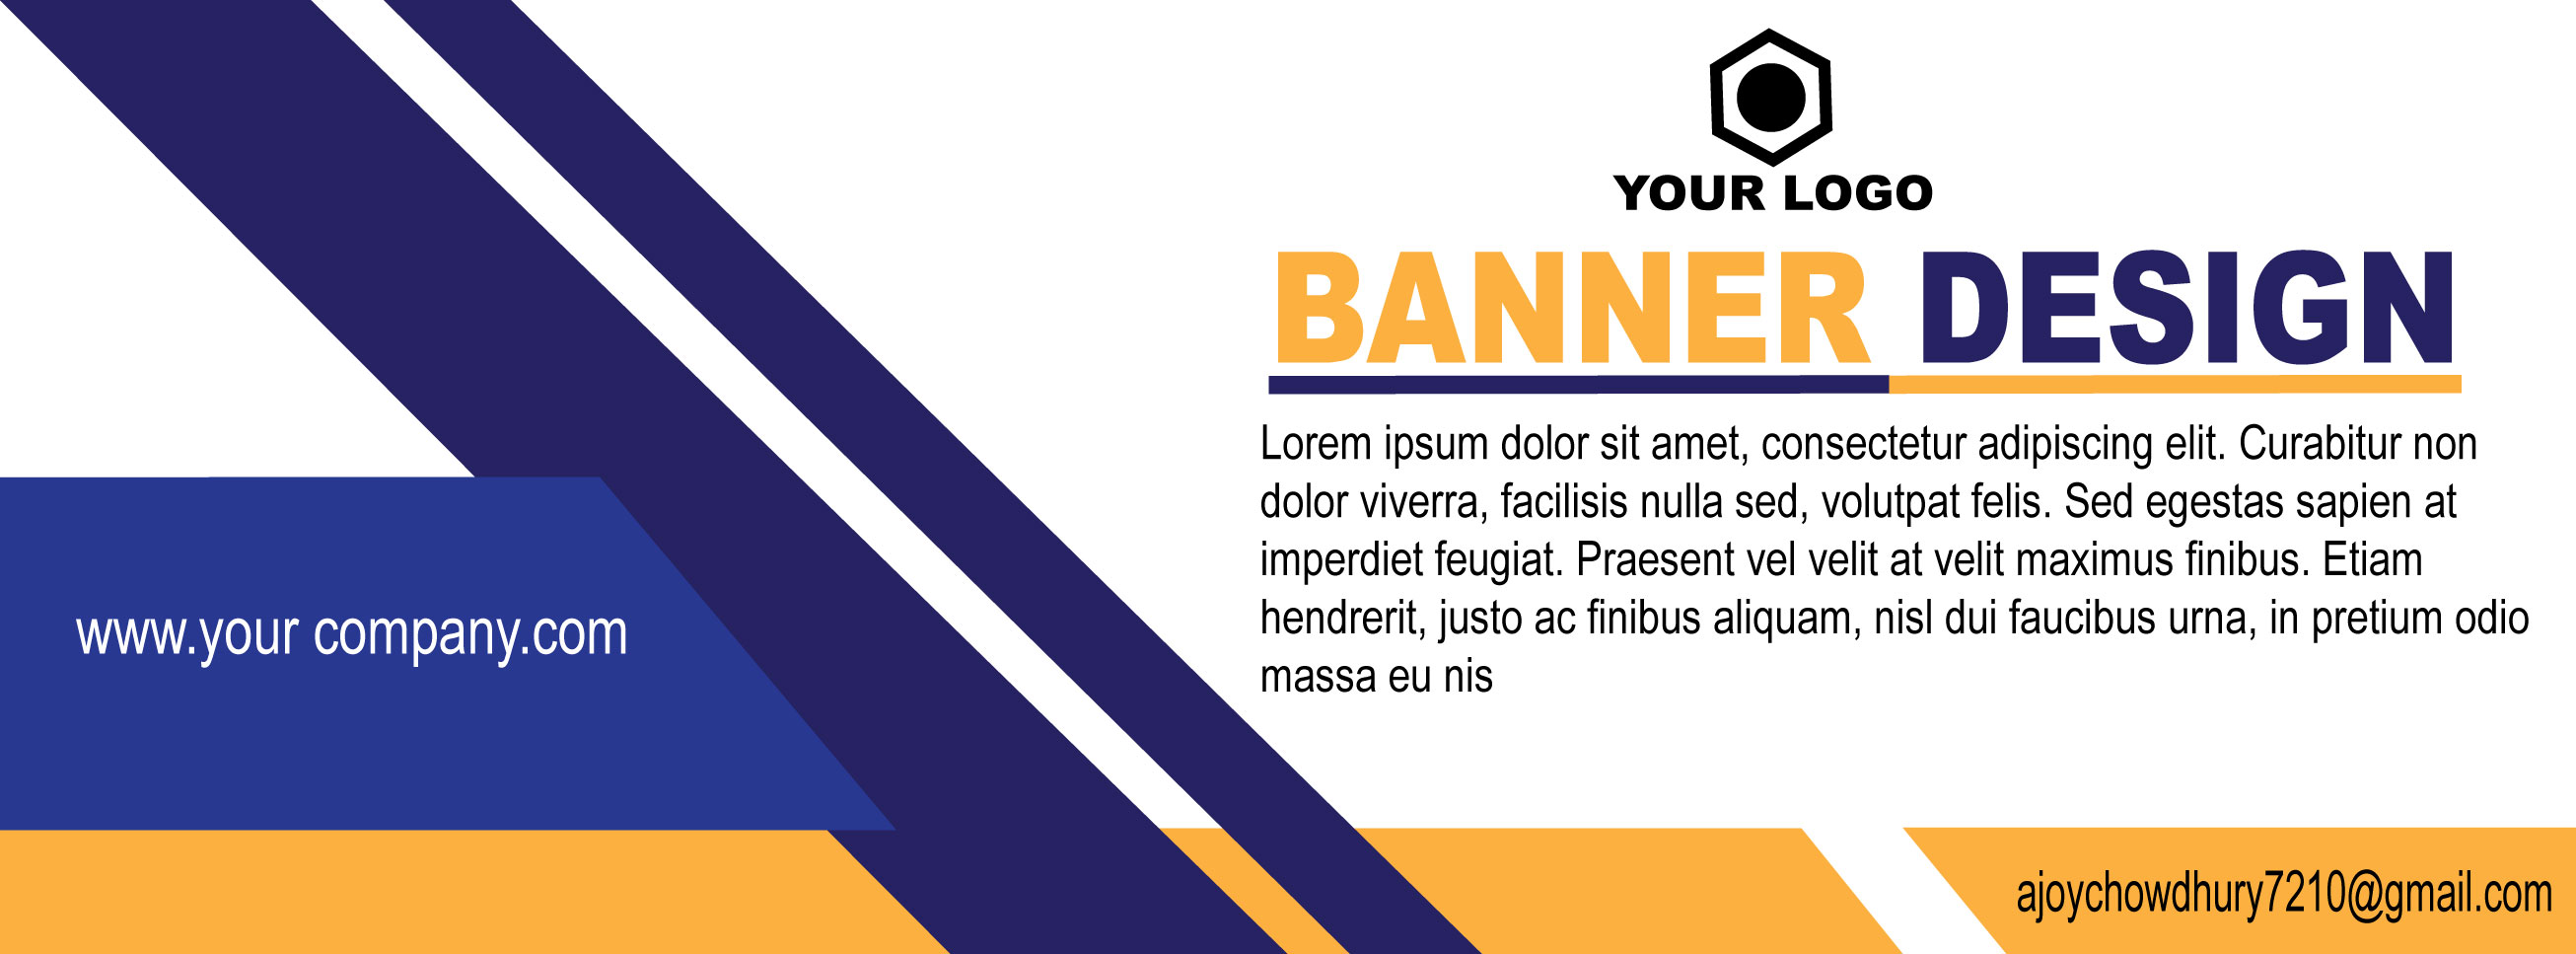 YOUR LOGO
BANNER DESIGN
Lorem ipsum dolor sit amet, consectetur adipiscing elit. Curabitur non
dolor viverra, facilisis nulla sed, volutpat felis. Sed egestas sapien at
imperdiet feugiat. Praesent vel velit at velit maximus finibus. Etiam
hendrerit, justo ac finibus aliquam, nisl dui faucibus urna, in pretium odio
massa eu nis
www.your company.com
ajoychowdhury7210@gmail.com